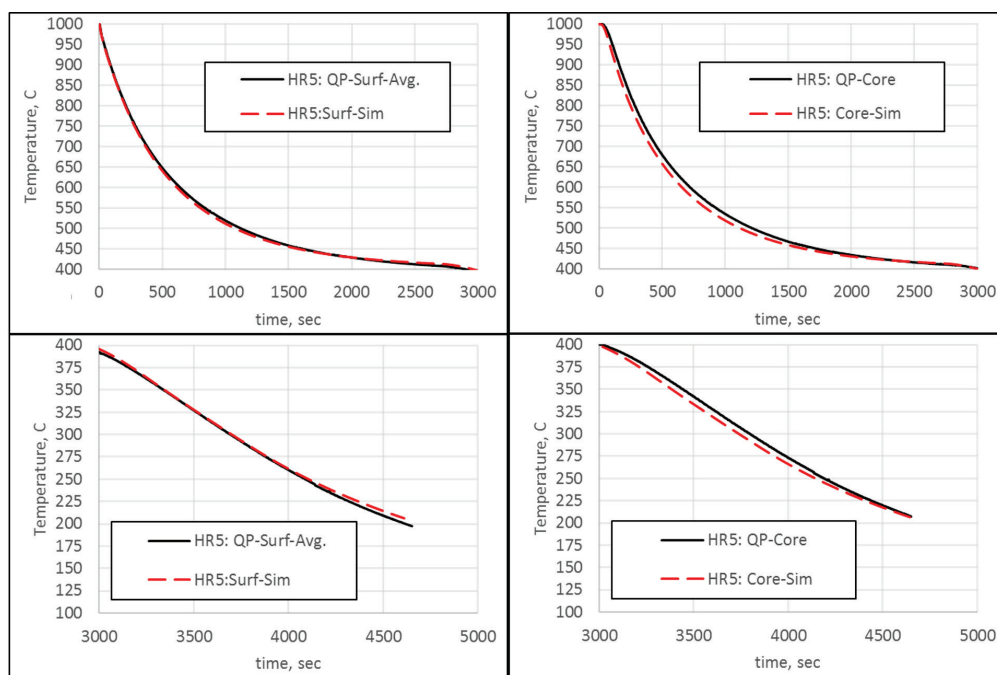 1000
950
900
850
800
750
700
650
600
550
500
450
400
Temperature, C
HR5: QP-Surf-Avg.
HR5:Surf-Sim
0 500 1000 1500 2000 2500 3000
time, sec
1000
950
900
850
800
750
700
650
600
550
500
450
400
Temperature, C
HR5: QP-Core
HR5: Core-Sim
0 500 1000 1500 2000 2500 3000
time, sec
400
375
350
325
300
275
250
225
200
175
150
125
100
Temperature, C
HR5: QP-Surf-Avg.
HR5:Surf-Sim
3000 3500 4000 4500 5000
time, sec
400
375
350
325
300
275
250
225
200
175
150
125
100
Temperature, C
HR5: QP-Core
HR5: Core-Sim
3000 3500 4000 4500 5000
time, sec